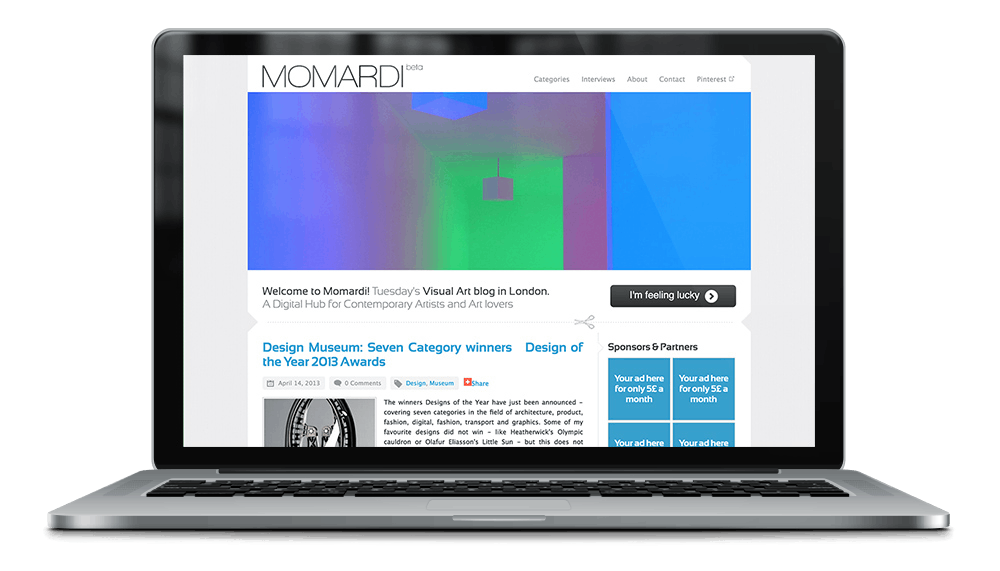 MOMARDI beta
Categories Interviews About Contact Pinterest
Welcome to Momardi! Tuesday's Visual Art blog in London.
A Digital Hub for Contemporary Artists and Art lovers
I'm feeling lucky
Design Museum: Seven Category winners Design of
the Year 2013 Awards
April 14, 2013 0 Comments Design, Museum Share
The winners Designs of the Year have just been announced –
covering seven categories in the field of architecture, product,
fashion, digital, fashion, transport and graphics. Some of my
favourite designs did not win – like Heatherwick's Olympic
cauldron or Olafur Eliasson's Little Sun – but this does not
Sponsors & Partners
Your ad here
for only 5£ a
month
Your ad here
for only 5£ a
month
Your ad here
Your ad here